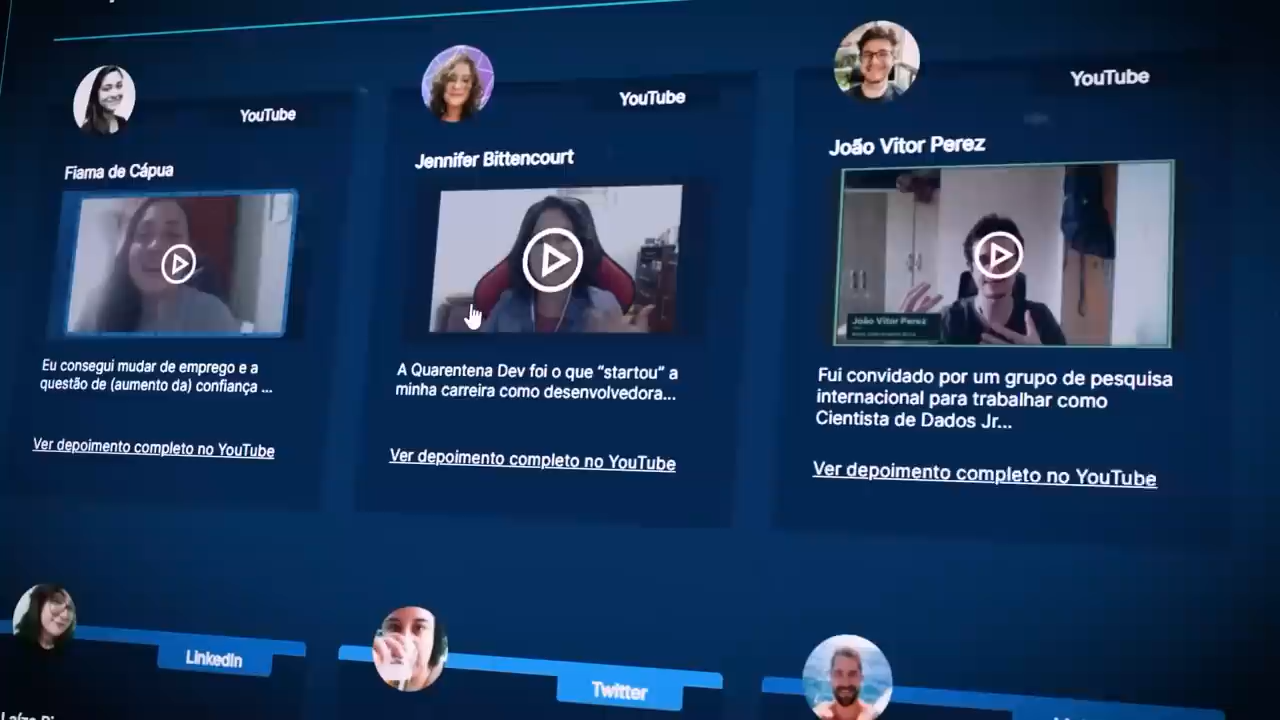 YouTube
Fiama de Cápua
Eu consegui mudar de emprego e a
questão de (aumento da) confiança ...
Ver depoimento completo no YouTube
YouTube
Jennifer Bittencourt
A Quarentena Dev foi o que “startou” a
minha carreira como desenvolvedora...
Ver depoimento completo no YouTube
YouTube
João Vitor Perez
João Vitor Perez
Fui convidado por um grupo de pesquisa
internacional para trabalhar como
Cientista de Dados Jr...
Ver depoimento completo no YouTube
LinkedIn
Twitter